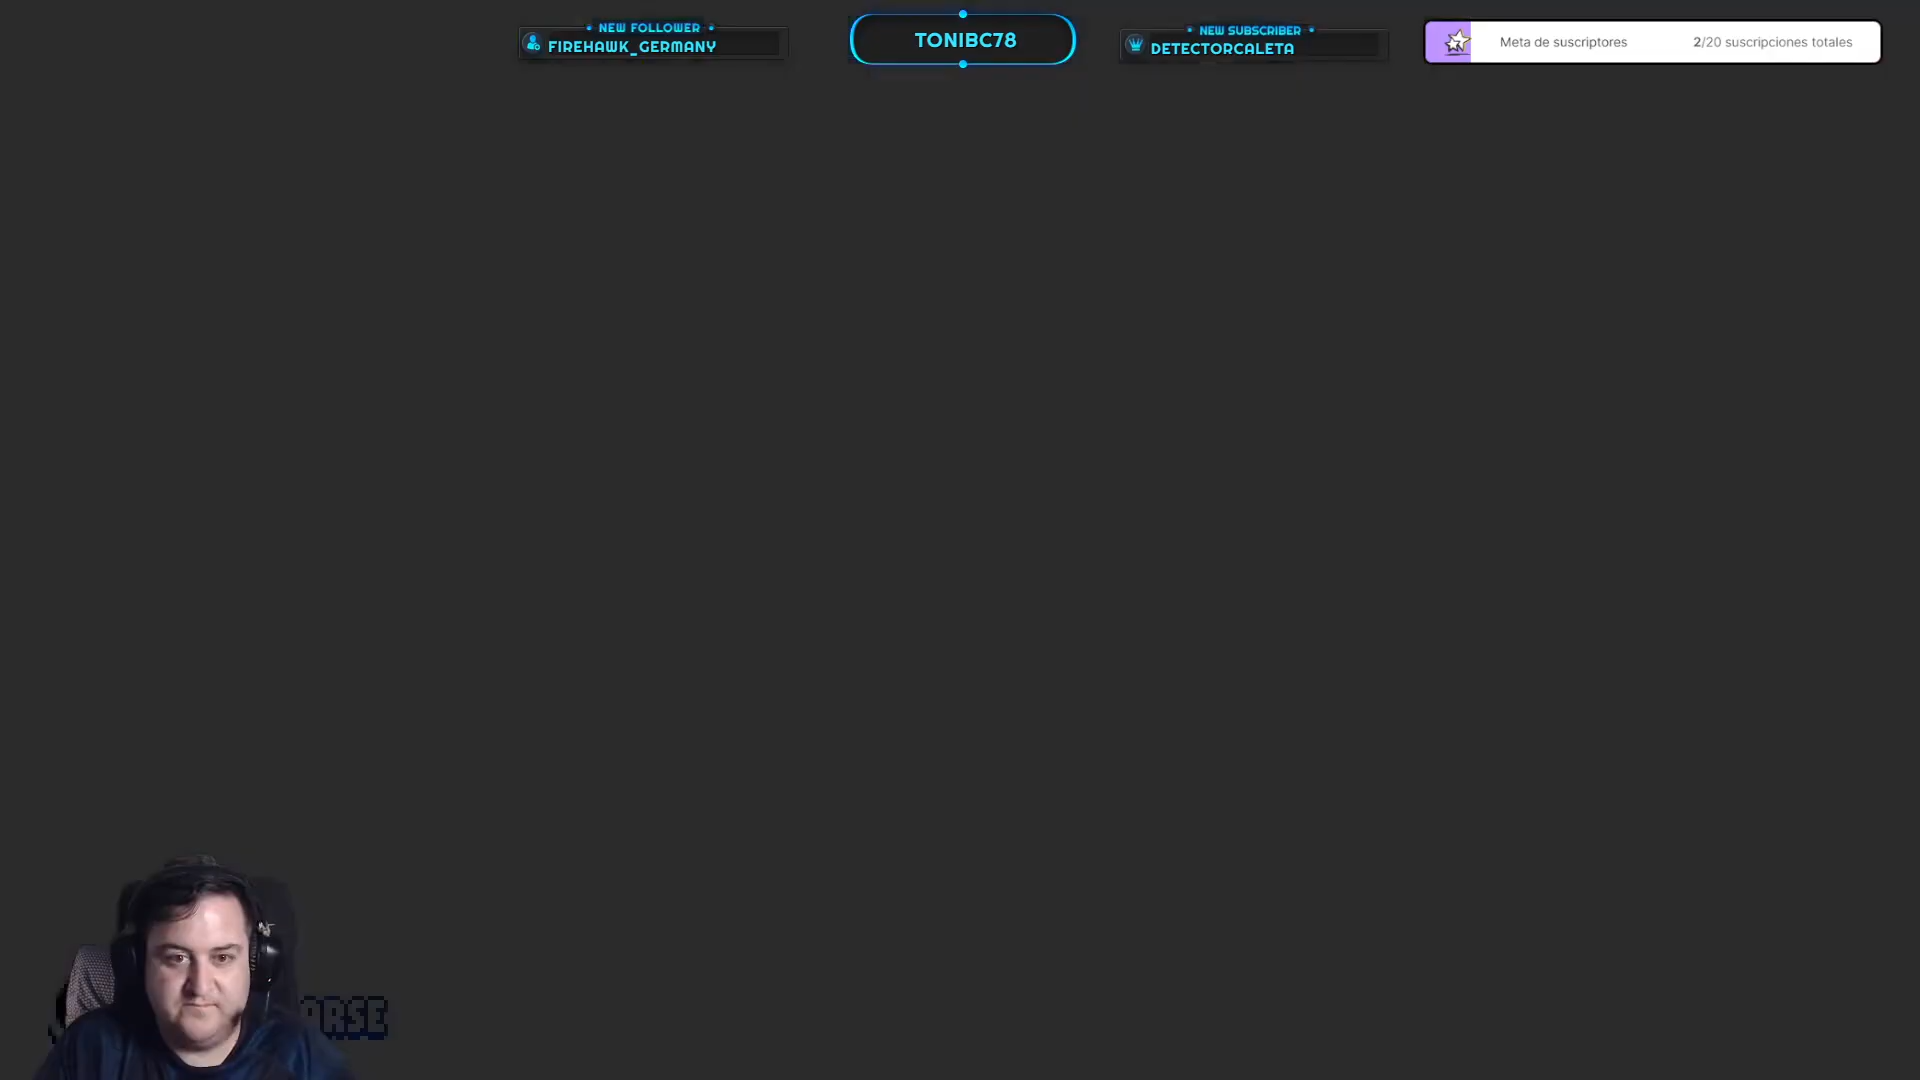 NEW FOLLOWER
FIREHAWK_GERMANY
TONIBC78
NEW SUBSCRIBER
DETECTORCALETA
Meta de suscriptores
2/20 suscripciones totales